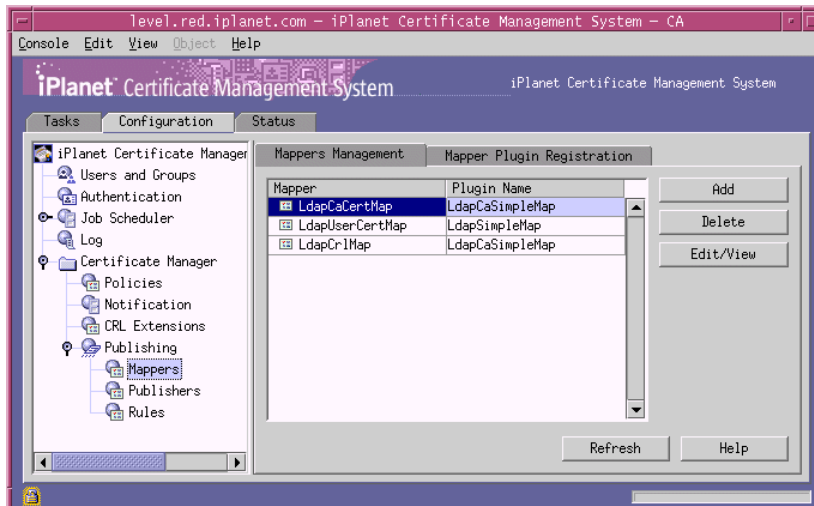 level.red.iplanet.com — iPlanet Certificate Management System — CA
Console Edit View Object Help
iPlanet Certificate Management System
iPlanet Certificate Management System
Tasks Configuration Status
iPlanet Certificate Manager
Users and Groups
Authentication
Job Scheduler
Log
Certificate Manager
Policies
Notification
CRL Extensions
Publishing
Mappers
Publishers
Rules
Mappers Management Mapper Plugin Registration
Mapper Plugin Name
LdapCaCertMap LdapCaSimpleMap
LdapUserCertMap LdapSimpleMap
LdapCrlMap LdapCaSimpleMap
Add
Delete
Edit/View
Refresh Help